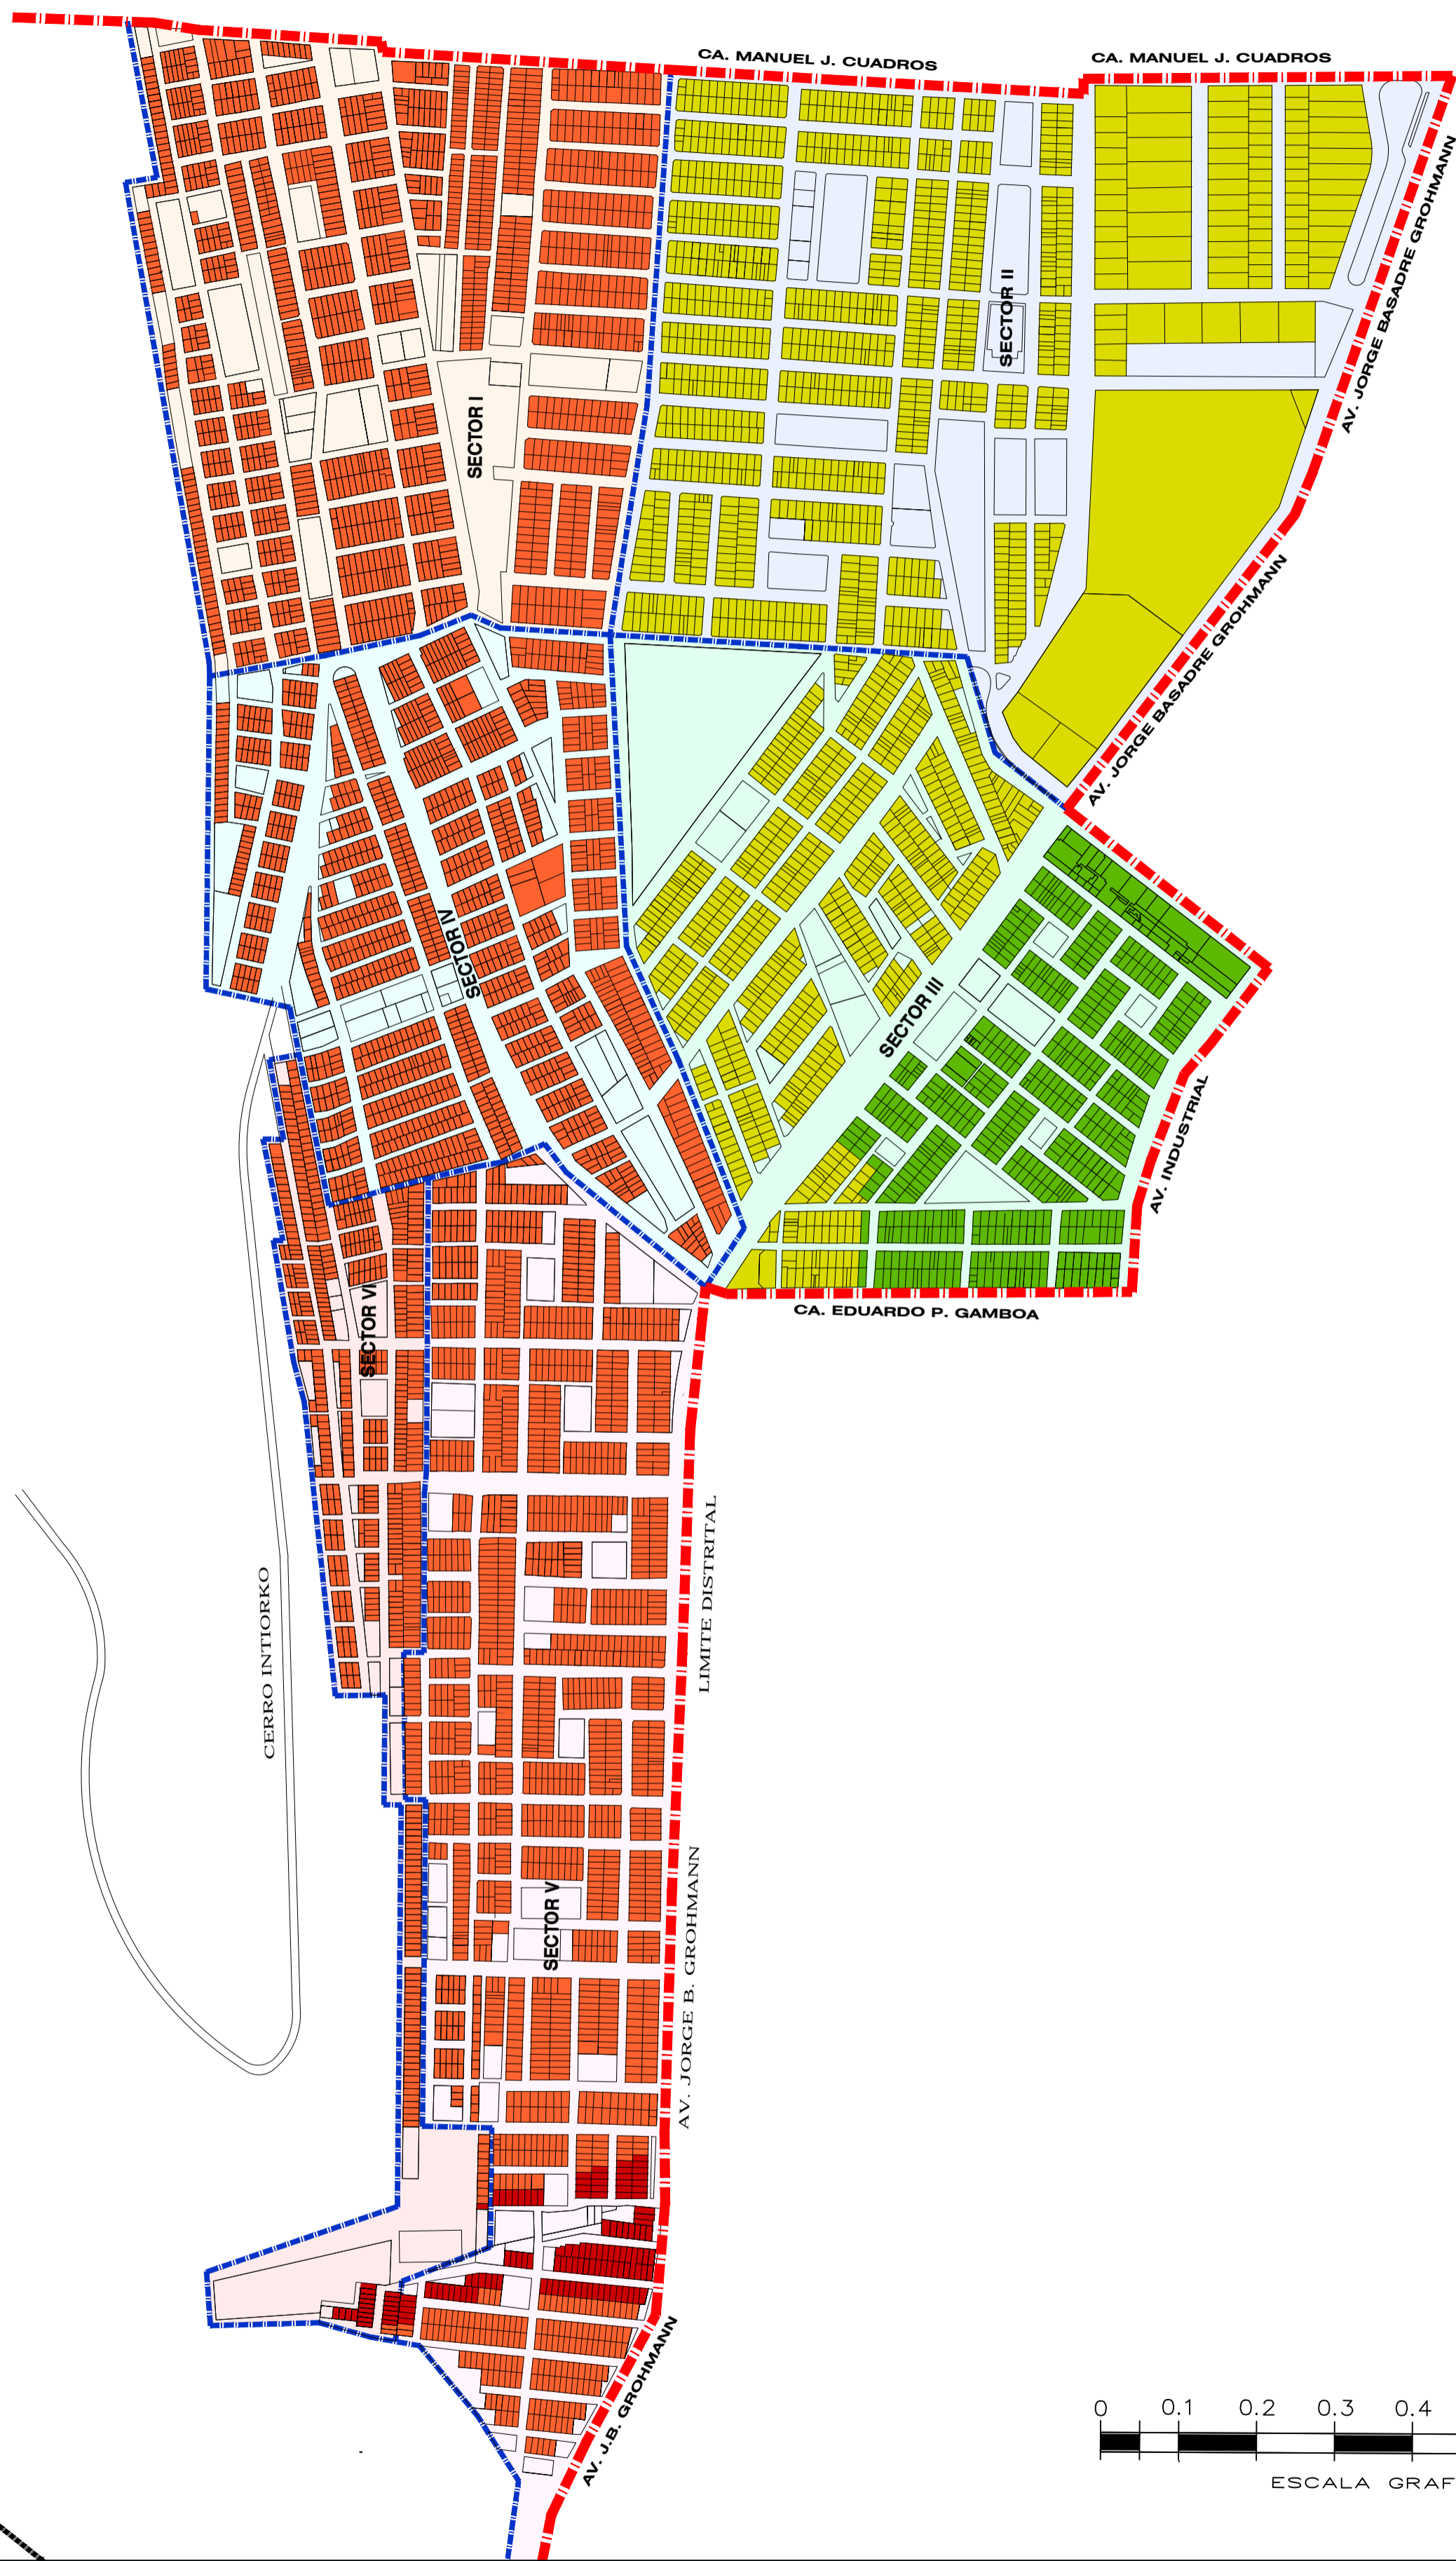 CA. MANUEL J. CUADROS
CA. MANUEL J. CUADROS
AV. JORGE BASADRE GROHMANN
SECTOR II
SECTOR I
AV. JORGE BASADRE GROHMANN
SECTOR IV
SECTOR III
AV. INDUSTRIAL
CA. EDUARDO P. GAMBOA
SECTOR VI
LIMITE DISTRITAL
CERRO INTIORKO
SECTOR V
AV. JORGE B. GROHMANN
AV. J.B. GROHMANN
0 0.1 0.2 0.3 0.4
ESCALA GRAF